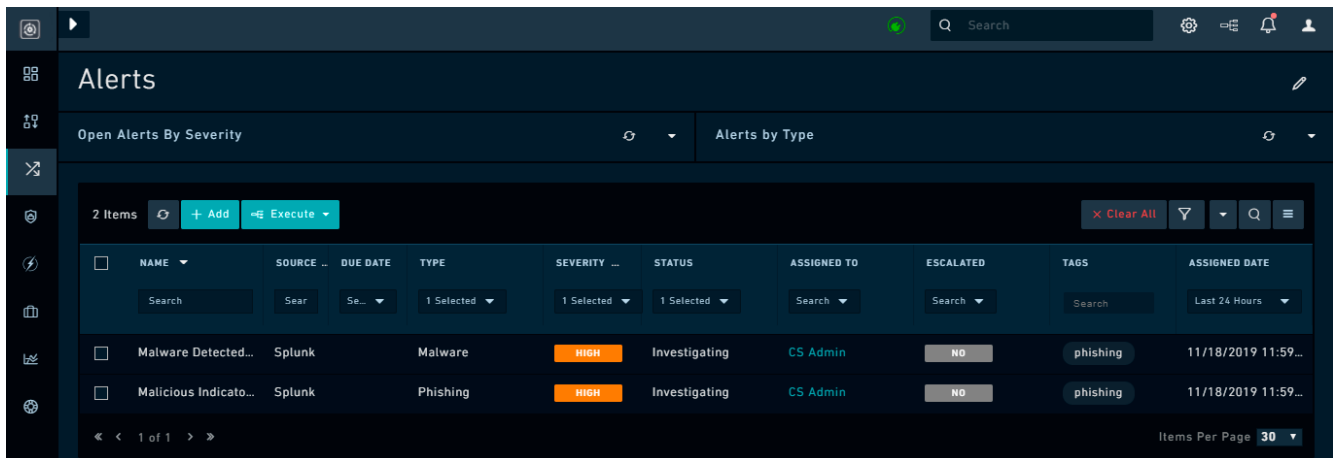 Search
Alerts
Open Alerts By Severity
Alerts by Type
2 Items + Add Execute × Clear All
NAME SOURCE .. DUE DATE TYPE SEVERITY ... STATUS ASSIGNED TO ESCALATED TAGS ASSIGNED DATE
Search Sear Se... 1 Selected 1 Selected 1 Selected Search Search Search Last 24 Hours
Malware Detected... Splunk Malware HIGH Investigating CS Admin NO phishing 11/18/2019 11:59...
Malicious Indicato... Splunk Phishing HIGH Investigating CS Admin NO phishing 11/18/2019 11:59...
« < 1 of 1 > » Items Per Page 30